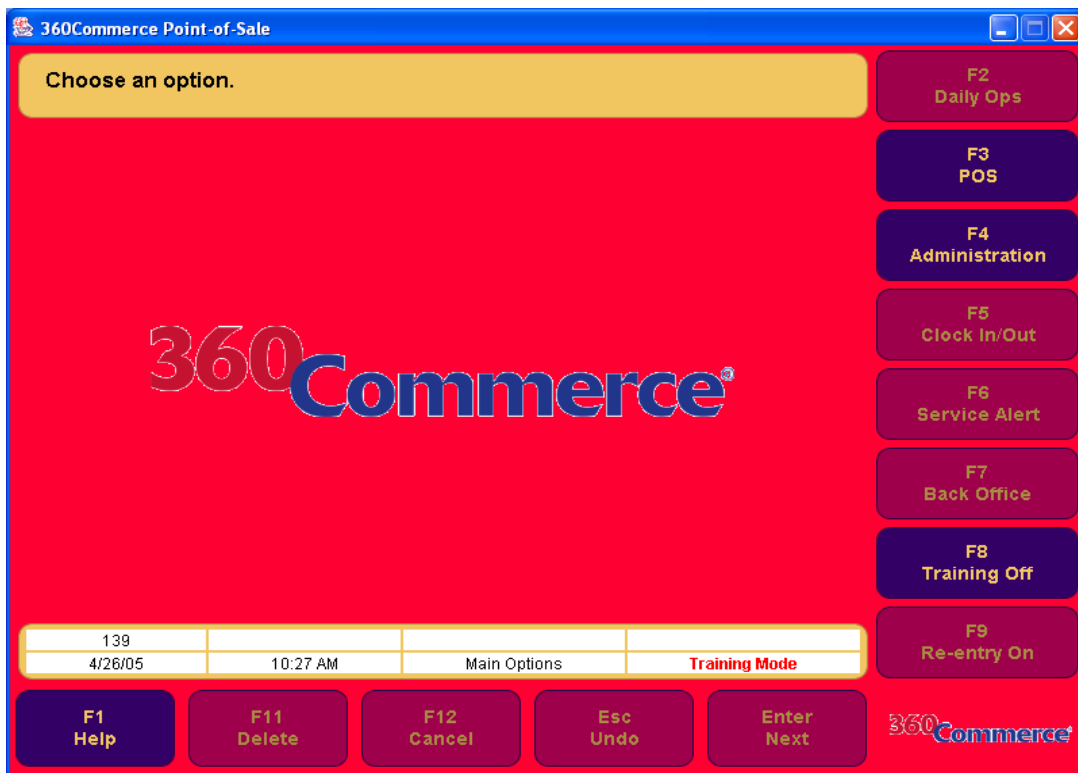 360Commerce Point-of-Sale
Choose an option.
F2
Daily Ops
F3
POS
F4
Administration
F5
Clock In/Out
F6
Service Alert
F7
Back Office
F8
Training Off
F9
Re-entry On
360Commerce®
139
4/26/05 10:27 AM Main Options Training Mode
F1
Help
F11
Delete
F12
Cancel
Esc
Undo
Enter
Next
360Commerce